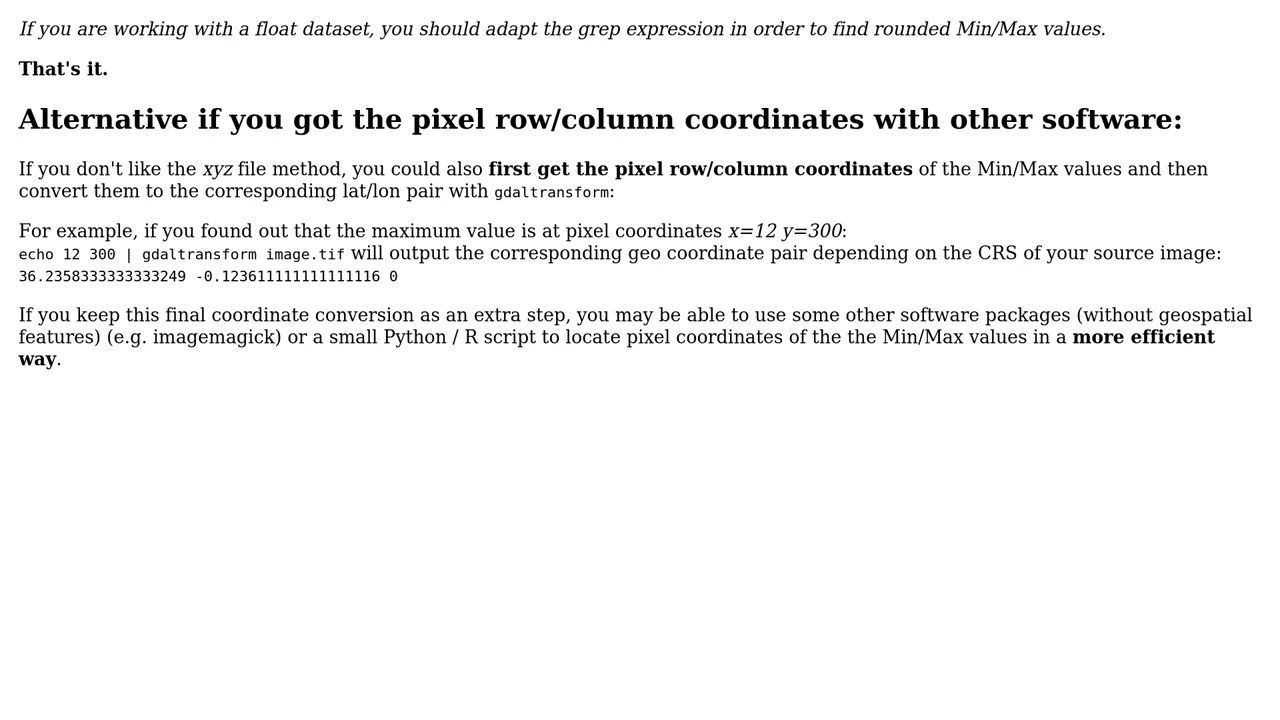 If you are working with a float dataset, you should adapt the grep expression in order to find rounded Min/Max values.
That's it.
Alternative if you got the pixel row/column coordinates with other software:
If you don't like the xyz file method, you could also first get the pixel row/column coordinates of the Min/Max values and then
convert them to the corresponding lat/lon pair with gdaltransform:
For example, if you found out that the maximum value is at pixel coordinates x=12 y=300:
echo 12 300 | gdaltransform image.tif will output the corresponding geo coordinate pair depending on the CRS of your source image:
36.2358333333333249 -0.123611111111111116 0
If you keep this final coordinate conversion as an extra step, you may be able to use some other software packages (without geospatial
features) (e.g. imagemagick) or a small Python / R script to locate pixel coordinates of the the Min/Max values in a more efficient
way.